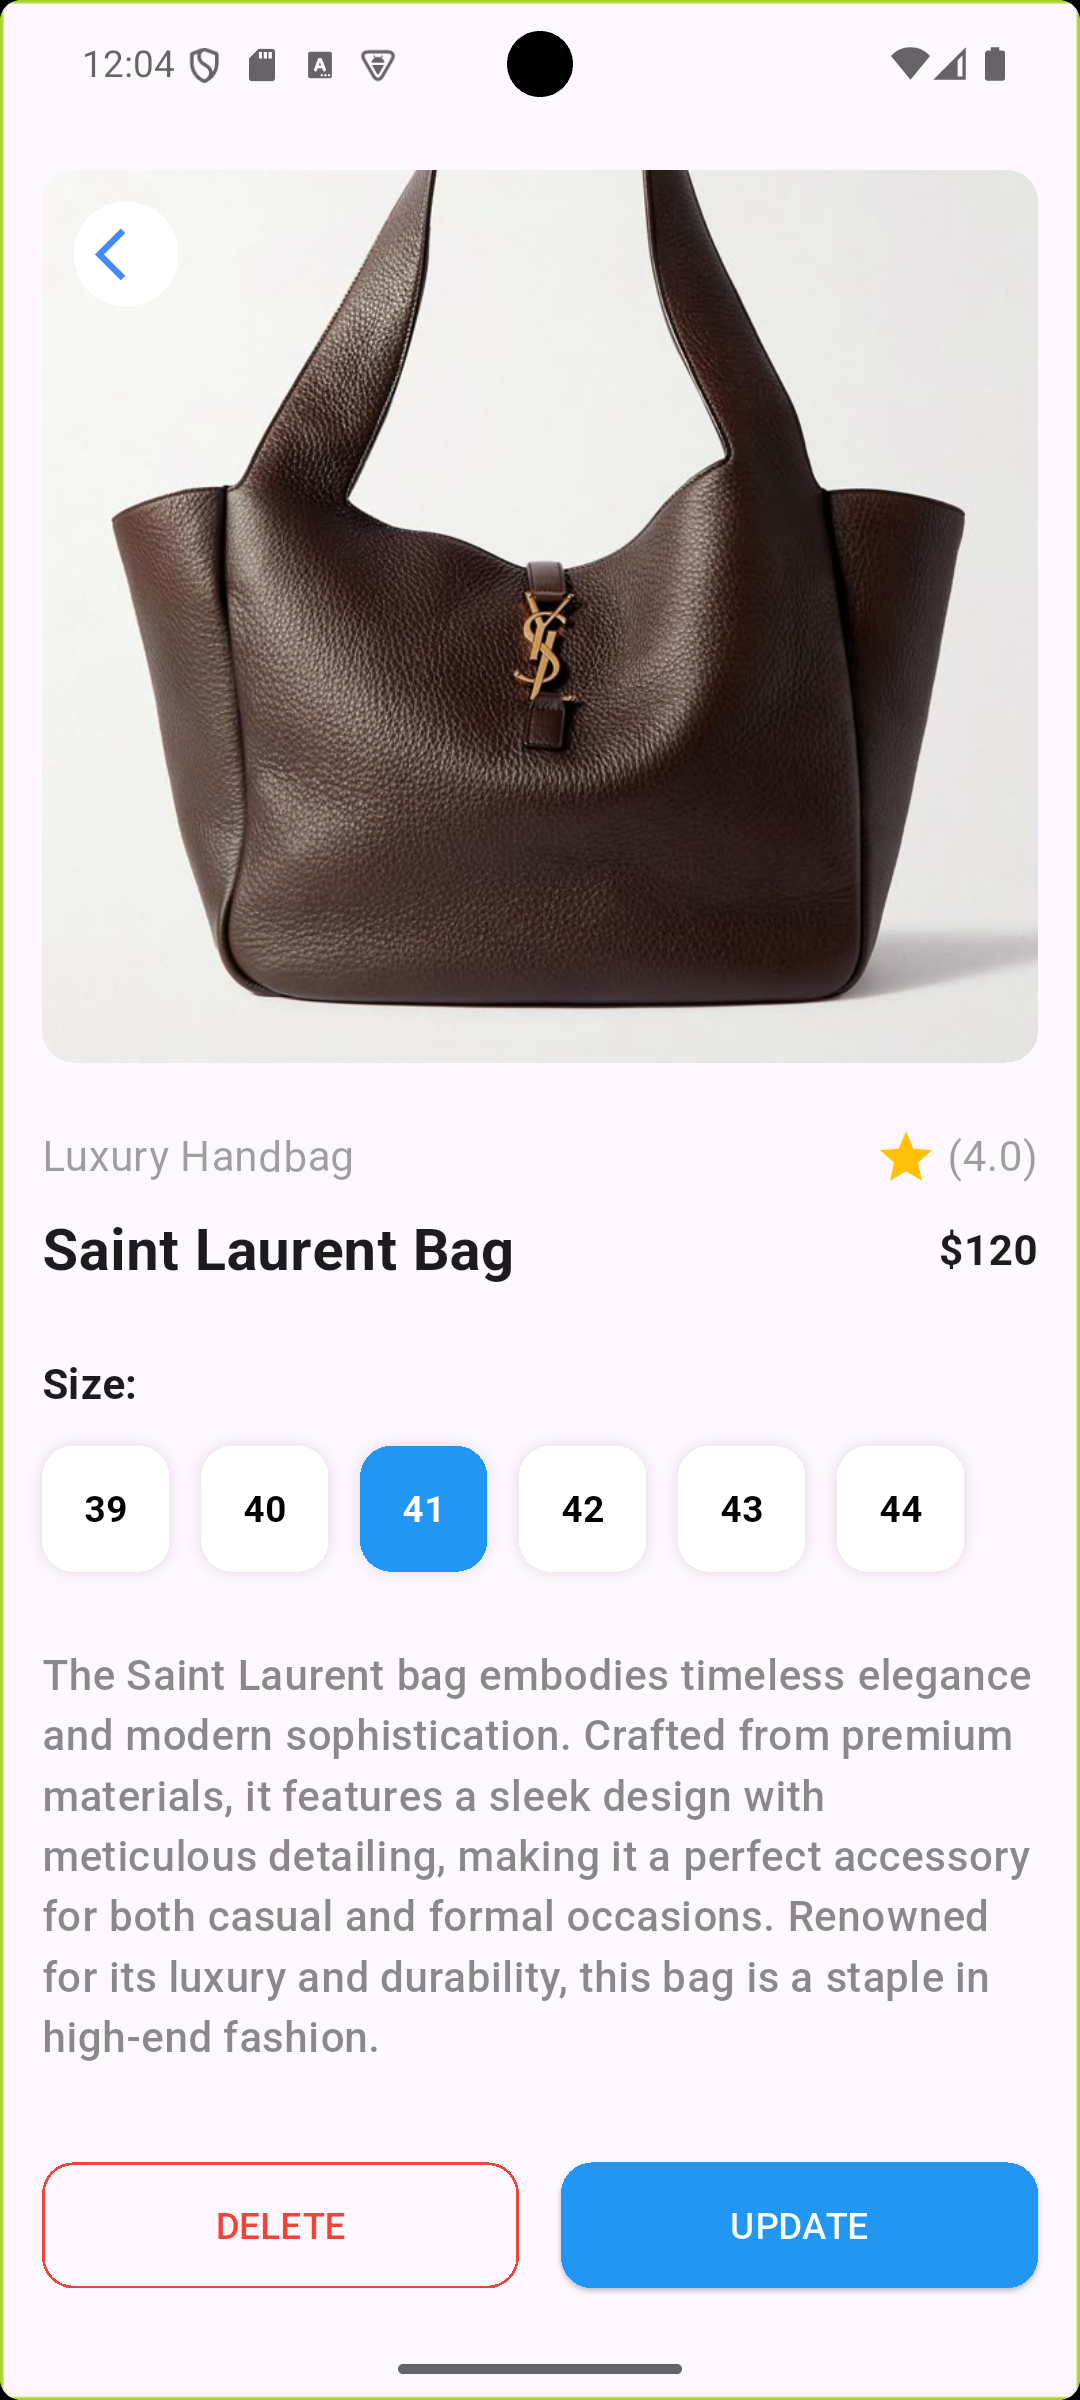 12:04
Luxury Handbag
(4.0)
Saint Laurent Bag
$120
Size:
39 40 41 42 43 44
The Saint Laurent bag embodies timeless elegance
and modern sophistication. Crafted from premium
materials, it features a sleek design with
meticulous detailing, making it a perfect accessory
for both casual and formal occasions. Renowned
for its luxury and durability, this bag is a staple in
high-end fashion.
DELETE
UPDATE